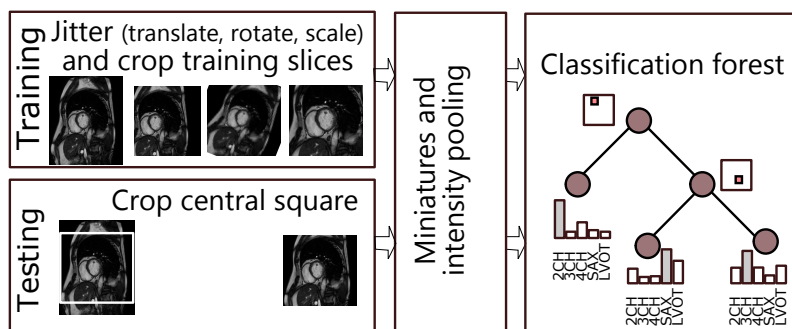 Training
Jitter (translate, rotate, scale)
and crop training slices
Testing
Crop central square
Miniatures and
intensity pooling
Classification forest
2CH
3CH
4CH
SAX
LVOT
2CH
3CH
4CH
SAX
LVOT
2CH
3CH
4CH
SAX
LVOT